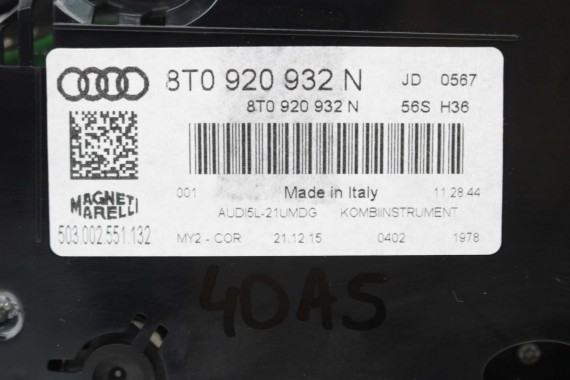 8T0 920 932 N JD 0567
8T0 920 932 N 56S H36
001 Made in Italy 11:28:44
MAGNETI MARELLI
AUDI5L-21UMDG KOMBIINSTRUMENT
503.002.551.132
MY2 - COR 21.12.15 0402 1978
40AS